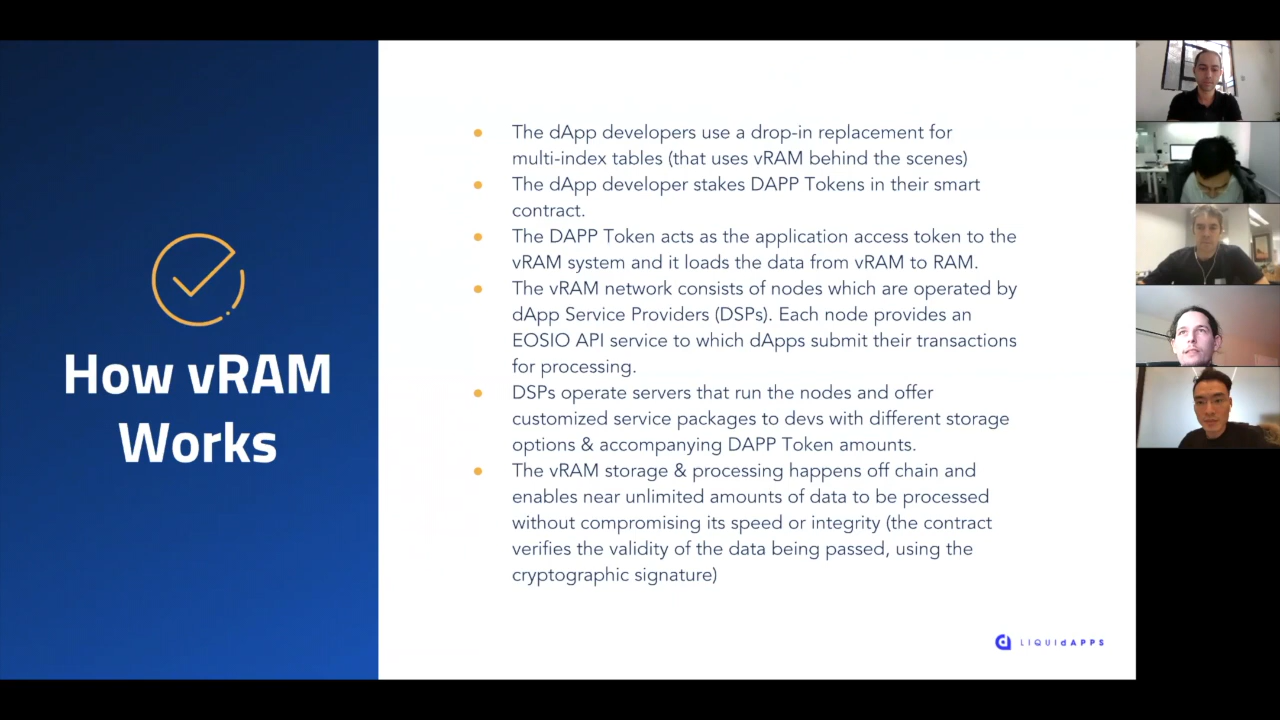 How vRAM
Works
The dApp developers use a drop-in replacement for
multi-index tables (that uses vRAM behind the scenes)
The dApp developer stakes DAPP Tokens in their smart
contract.
The DAPP Token acts as the application access token to the
vRAM system and it loads the data from vRAM to RAM.
The vRAM network consists of nodes which are operated by
dApp Service Providers (DSPs). Each node provides an
EOSIO API service to which dApps submit their transactions
for processing.
DSPs operate servers that run the nodes and offer
customized service packages to devs with different storage
options & accompanying DAPP Token amounts.
The vRAM storage & processing happens off chain and
enables near unlimited amounts of data to be processed
without compromising its speed or integrity (the contract
verifies the validity of the data being passed, using the
cryptographic signature)
LIQUIdAPPS